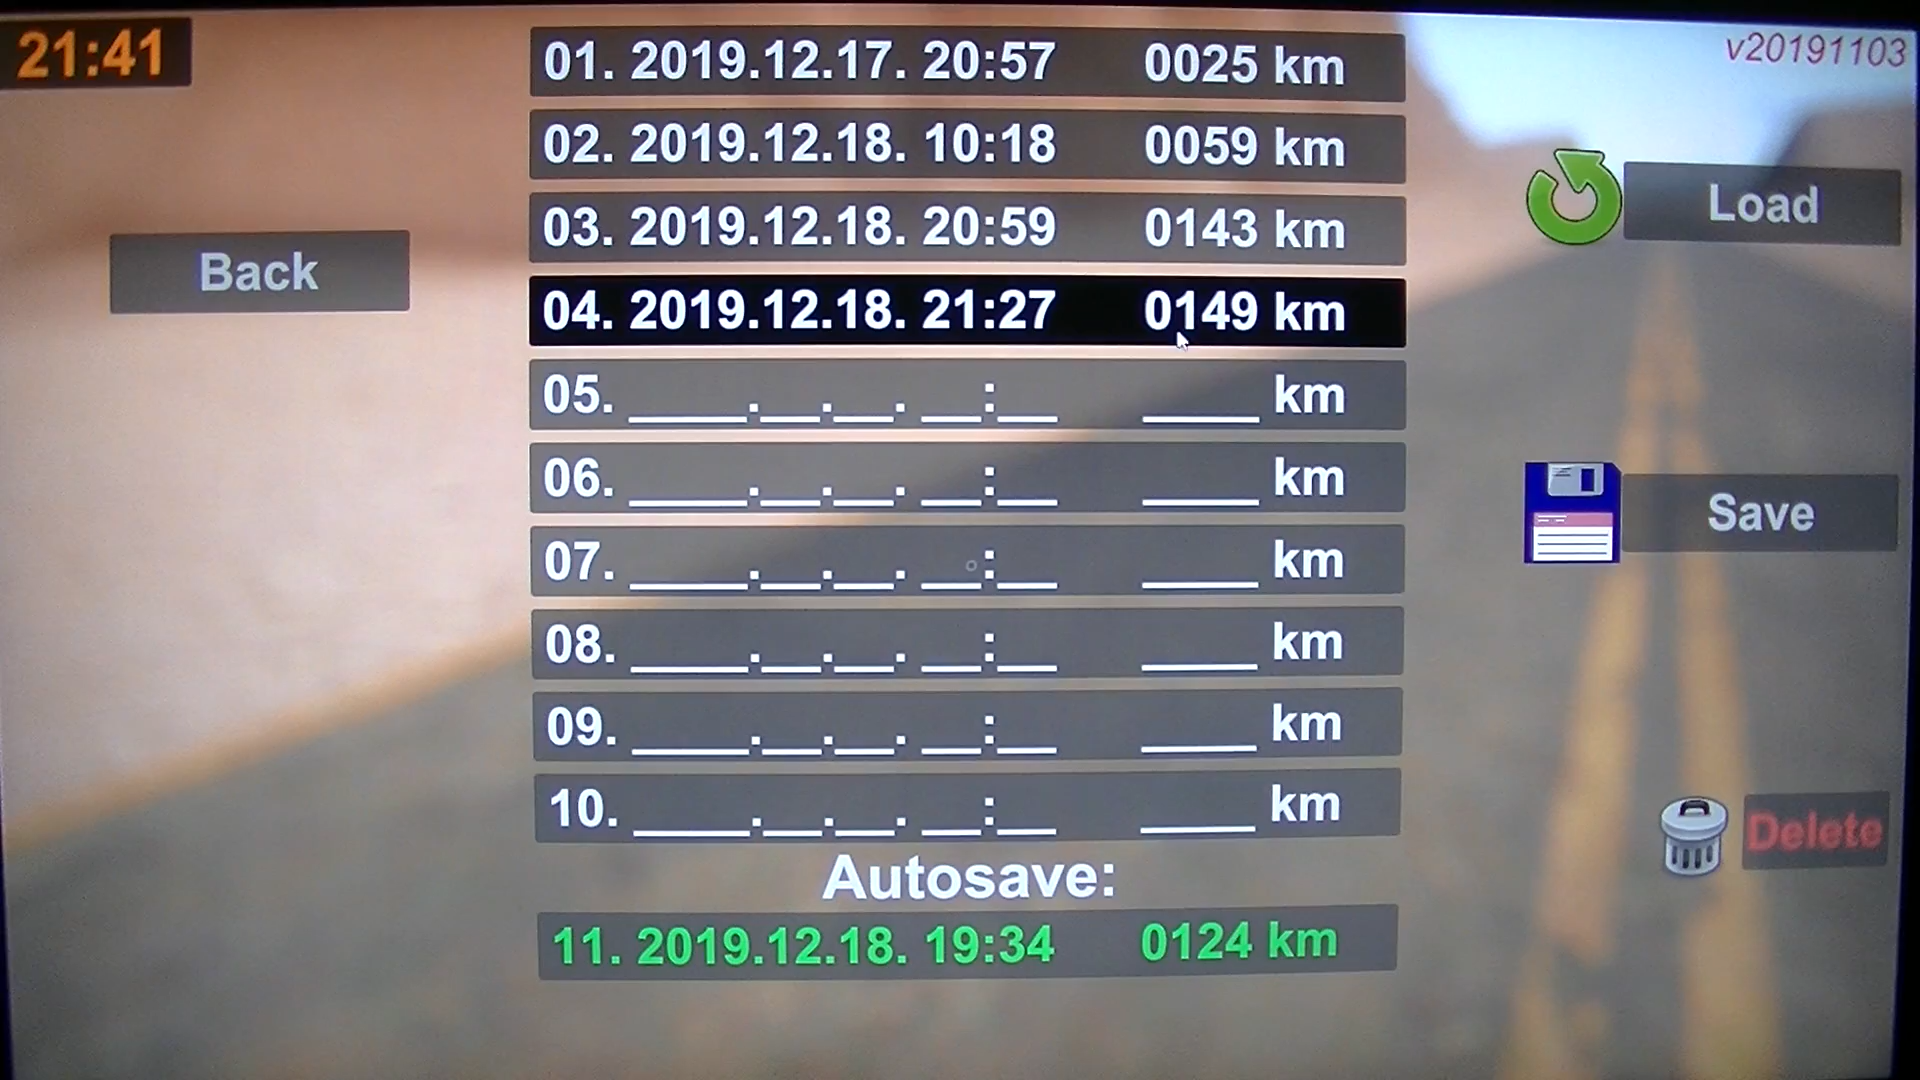 21:41
v20191103
01. 2019.12.17. 20:57 0025 km
02. 2019.12.18. 10:18 0059 km
03. 2019.12.18. 20:59 0143 km
04. 2019.12.18. 21:27 0149 km
05. ____.__.__. __:__ ____ km
06. ____.__.__. __:__ ____ km
07. ____.__.__. __:__ ____ km
08. ____.__.__. __:__ ____ km
09. ____.__.__. __:__ ____ km
10. ____.__.__. __:__ ____ km
Autosave:
11. 2019.12.18. 19:34 0124 km
Back
Load
Save
Delete